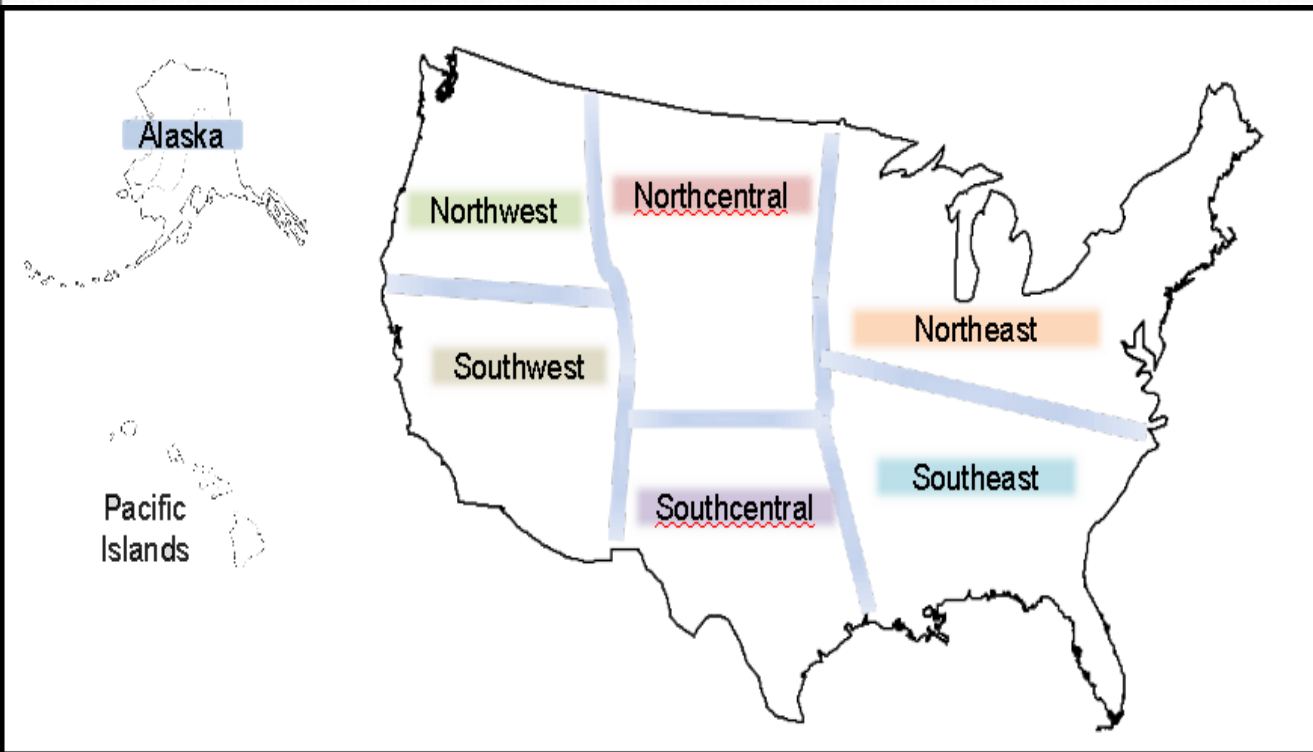 Alaska
Northwest
Northcentral
Northeast
Southwest
Southeast
Southcentral
Pacific
Islands